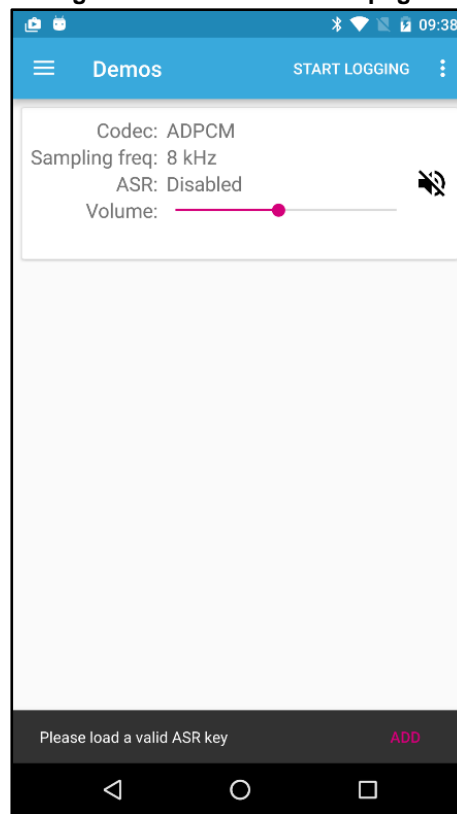 09:38
Demos START LOGGING
Codec: ADPCM
Sampling freq: 8 kHz
ASR: Disabled
Volume:
Please load a valid ASR key ADD